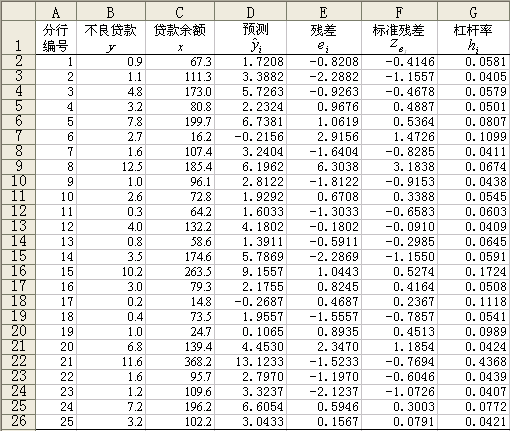 A B C D E F G
1 分行编号 不良贷款 y 贷款余额 x 预测 ŷi 残差 ei 标准残差 Zei 杠杆率 hi
2 1 0.9 67.3 1.7208 -0.8208 -0.4146 0.0581
3 2 1.1 111.3 3.3882 -2.2882 -1.1557 0.0405
4 3 4.8 173.0 5.7263 -0.9263 -0.4678 0.0579
5 4 3.2 80.8 2.2324 0.9676 0.4887 0.0501
6 5 7.8 199.7 6.7381 1.0619 0.5364 0.0807
7 6 2.7 16.2 -0.2156 2.9156 1.4726 0.1099
8 7 1.6 107.4 3.2404 -1.6404 -0.8285 0.0411
9 8 12.5 185.4 6.1962 6.3038 3.1838 0.0674
10 9 1.0 96.1 2.8122 -1.8122 -0.9153 0.0438
11 10 2.6 72.8 1.9292 0.6708 0.3388 0.0545
12 11 0.3 64.2 1.6033 -1.3033 -0.6583 0.0603
13 12 4.0 132.2 4.1802 -0.1802 -0.0910 0.0409
14 13 0.8 58.6 1.3911 -0.5911 -0.2985 0.0645
15 14 3.5 174.6 5.7869 -2.2869 -1.1550 0.0591
16 15 10.2 263.5 9.1557 1.0443 0.5274 0.1724
17 16 3.0 79.3 2.1755 0.8245 0.4164 0.0508
18 17 0.2 14.8 -0.2687 0.4687 0.2367 0.1118
19 18 0.4 73.5 1.9557 -1.5557 -0.7857 0.0541
20 19 1.0 24.7 0.1065 0.8935 0.4513 0.0989
21 20 6.8 139.4 4.4530 2.3470 1.1854 0.0424
22 21 11.6 368.2 13.1233 -1.5233 -0.7694 0.4368
23 22 1.6 95.7 2.7970 -1.1970 -0.6046 0.0439
24 23 1.2 109.6 3.3237 -2.1237 -1.0726 0.0407
25 24 7.2 196.2 6.6054 0.5946 0.3003 0.0772
26 25 3.2 102.2 3.0433 0.1567 0.0791 0.0421